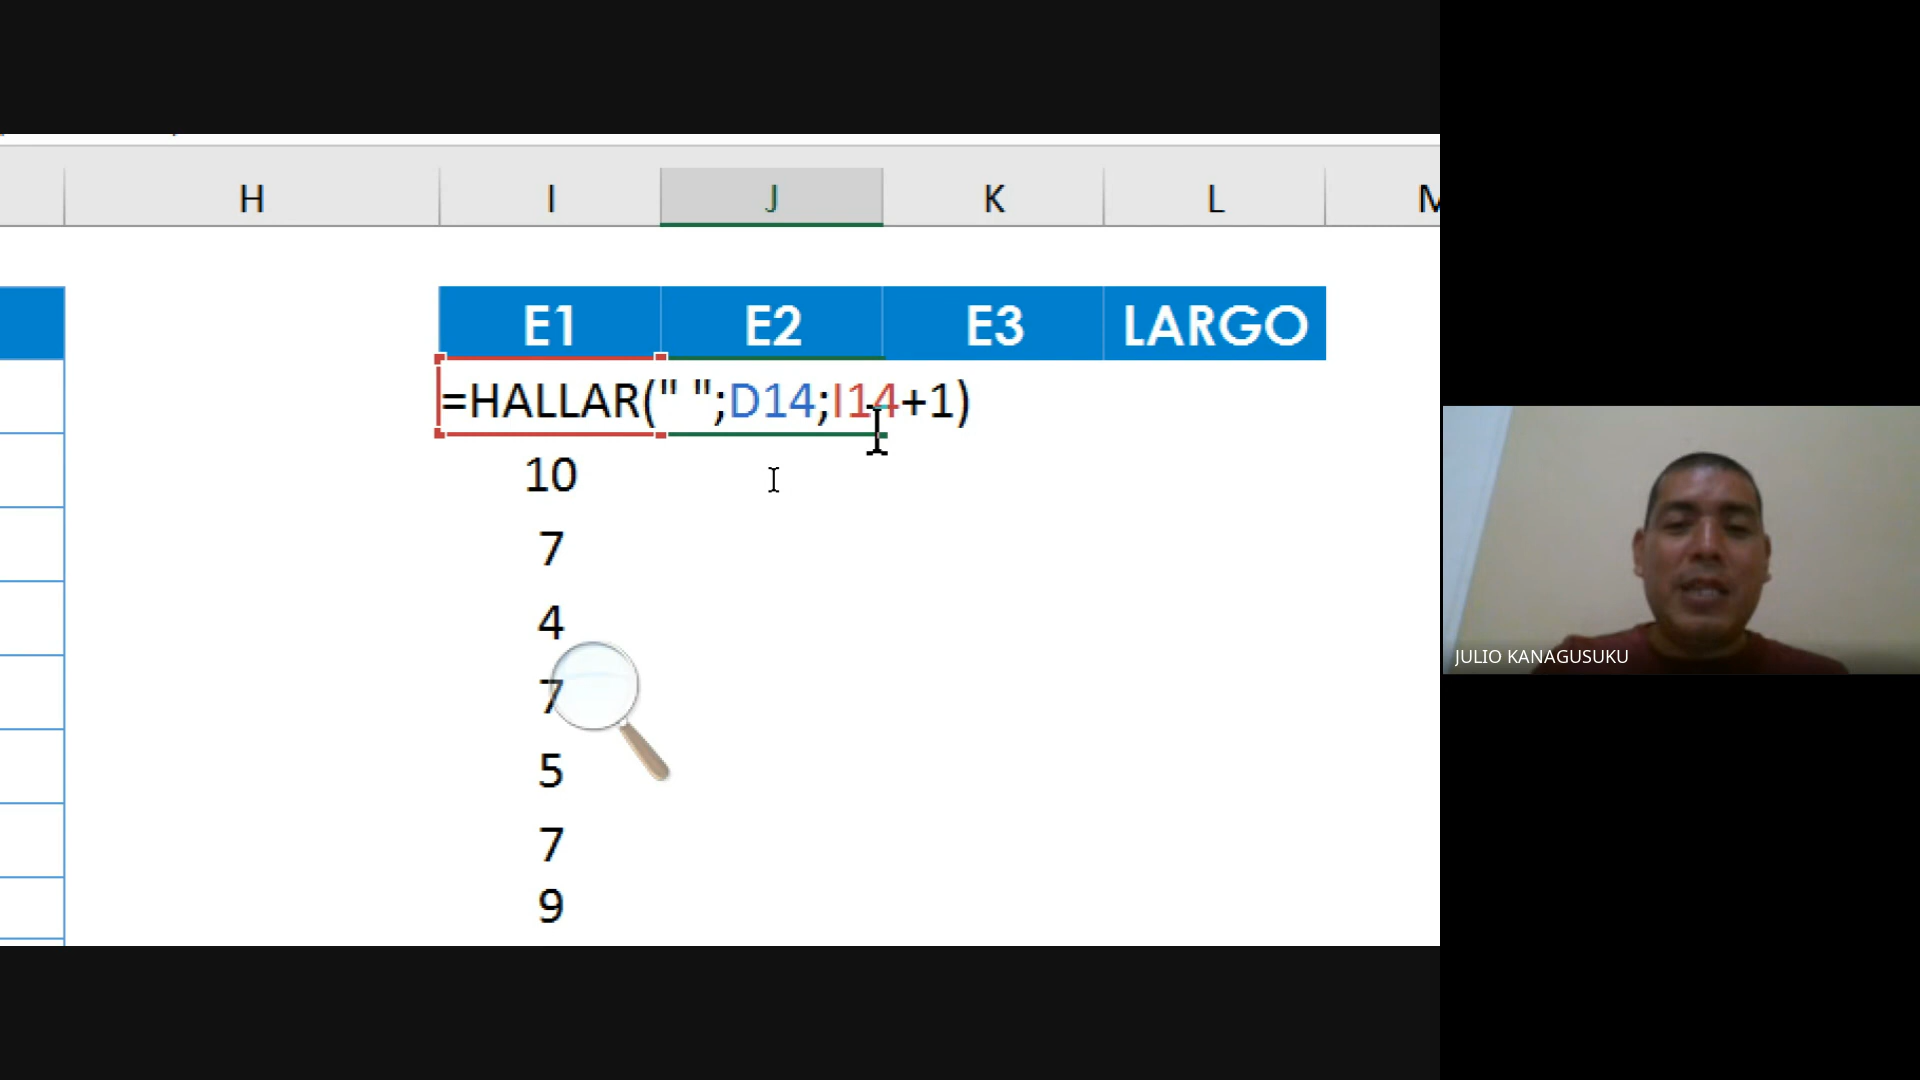 H I J K L M
E1 E2 E3 LARGO
=HALLAR(" ";D14;I14+1)
10
7
4
7
5
7
9
JULIO KANAGUSUKU